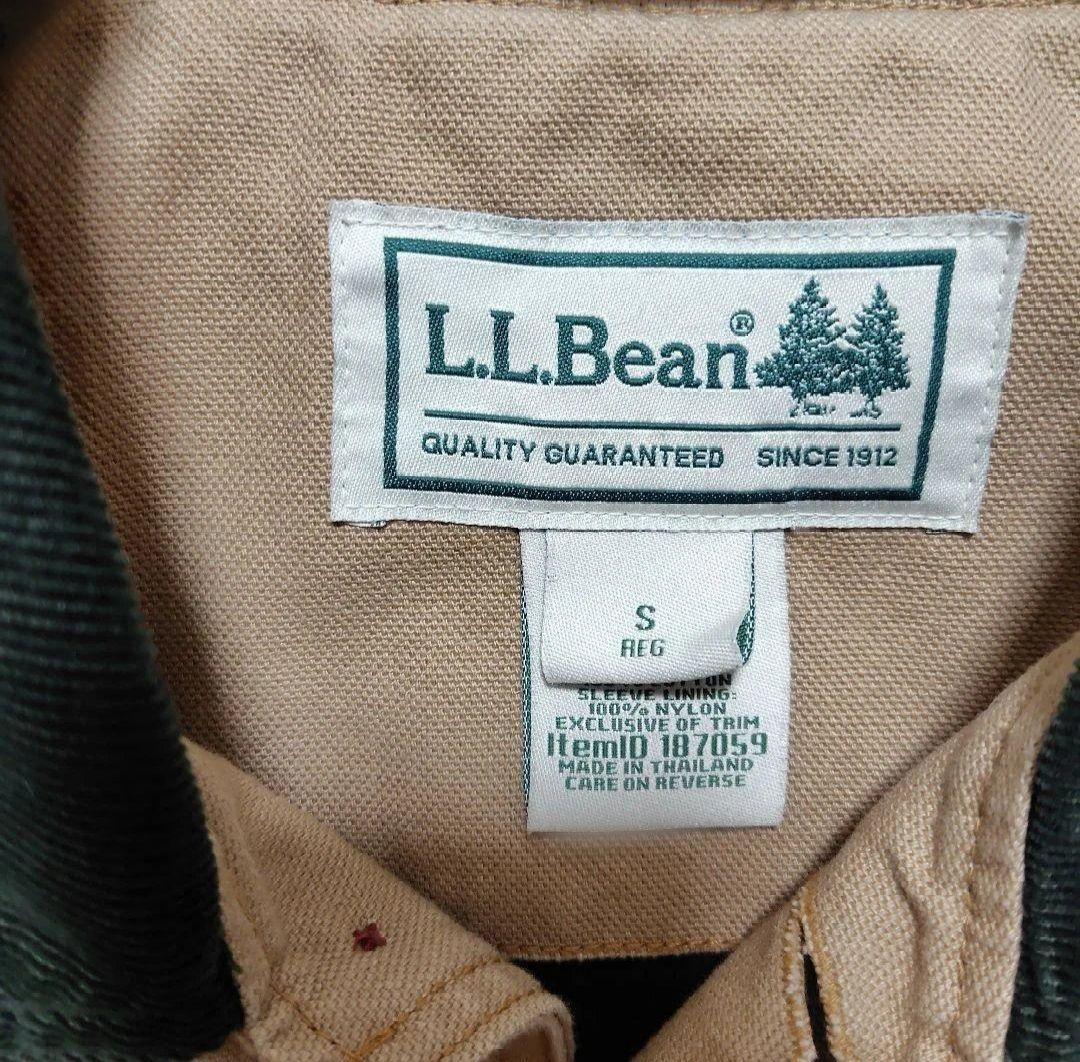 L.L.Bean®
QUALITY GUARANTEED SINCE 1912
S
REG
SLEEVE LINING:
100% NYLON
EXCLUSIVE OF TRIM
ItemID 187059
MADE IN THAILAND
CARE ON REVERSE